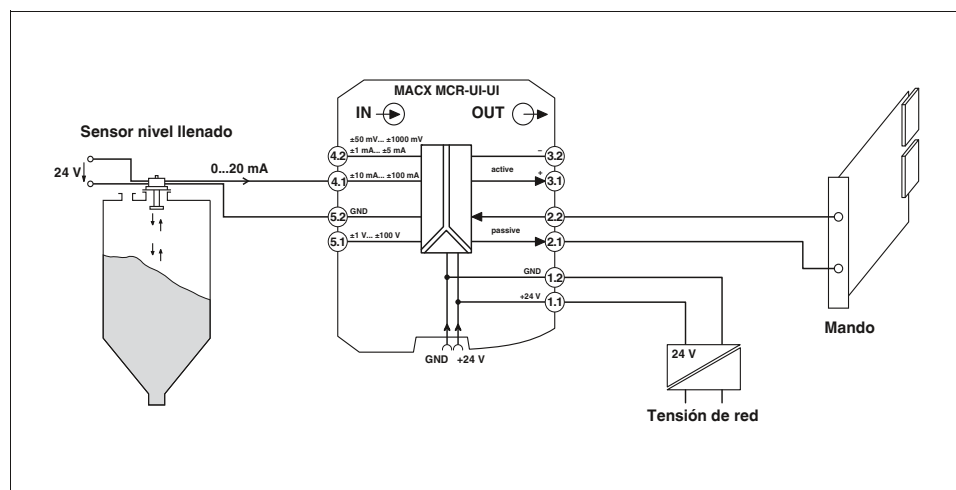 MACX MCR-UI-UI
IN
OUT
Sensor nivel llenado
24 V
0...20 mA
4.2
±50 mV... ±1000 mV
±1 mA... ±5 mA
4.1
±10 mA... ±100 mA
5.2
GND
5.1
±1 V... ±100 V
–
3.2
active
+
3.1
2.2
passive
2.1
GND
1.2
+24 V
1.1
GND
+24 V
24 V
Tensión de red
Mando